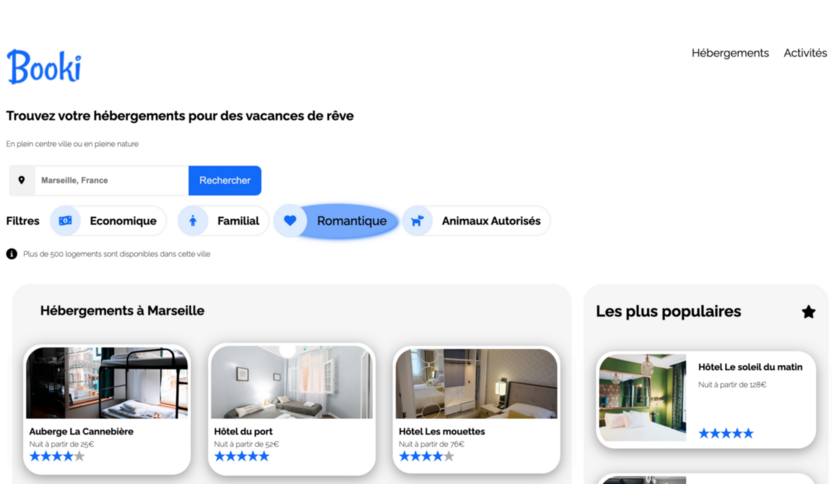 Hébergements Activités
Booki
Trouvez votre hébergements pour des vacances de rêve
En plein centre ville ou en pleine nature
Marseille, France Rechercher
Filtres Economique Familial Romantique Animaux Autorisés
Plus de 500 logements sont disponibles dans cette ville
Hébergements à Marseille
Auberge La Cannebière
Nuit à partir de 25€
Hôtel du port
Nuit à partir de 52€
Hôtel Les mouettes
Nuit à partir de 76€
Les plus populaires
Hôtel Le soleil du matin
Nuit à partir de 128€